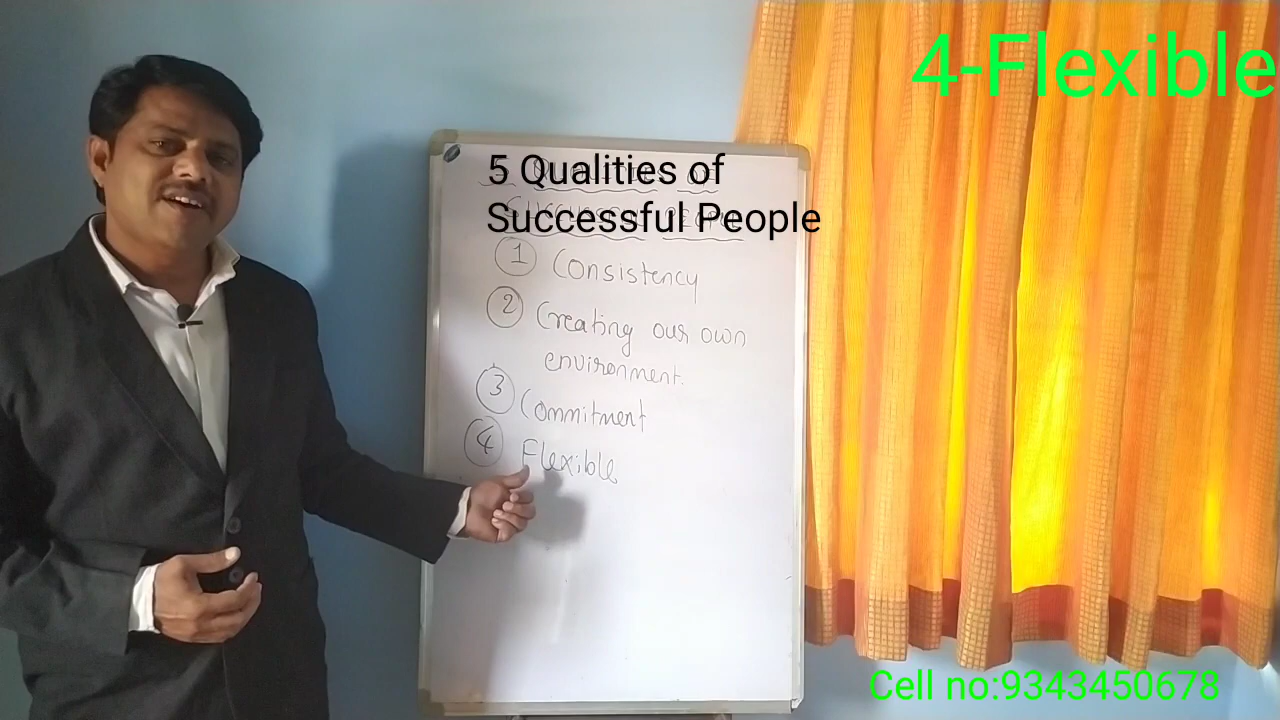 4-Flexible
5 Qualities of
Successful People
1 Consistency
2 Creating our own
environment.
3 Commitment
4 Flexible
Cell no:9343450678